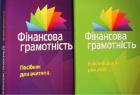 Фінансова
грамотність
Посібник
для вчителя
Фінансова
грамотність